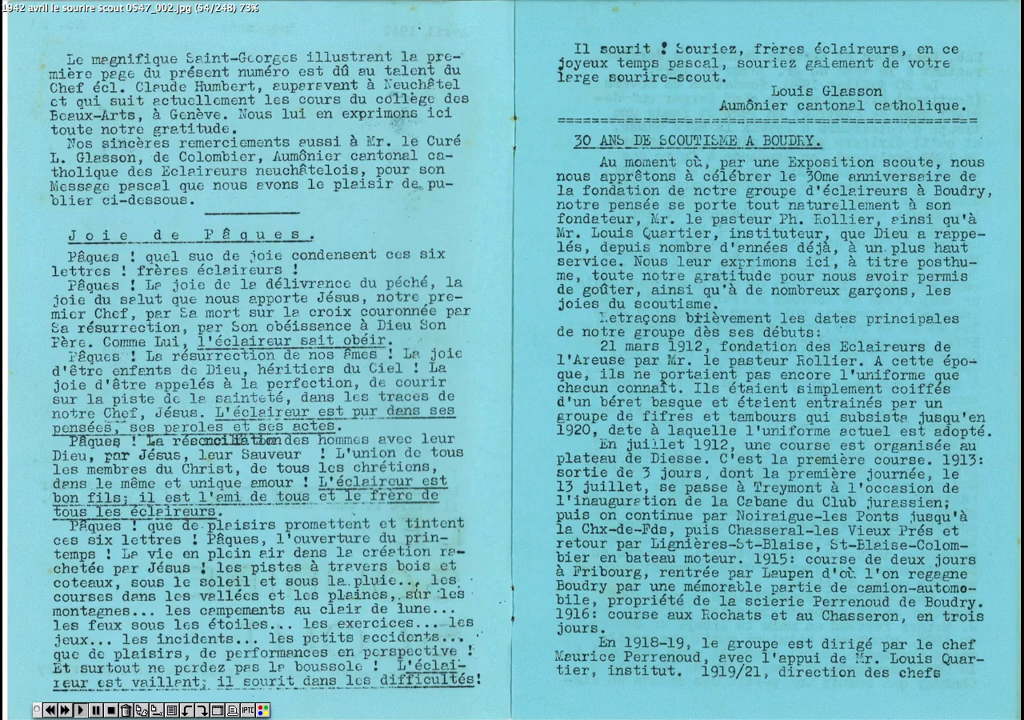 1942 avril le sourire scout 0547_002.jpg (54/248) 73%
Le magnifique Saint-Georges illustrant la pre-
mière page du présent numéro est dû au talent du
Chef écl. Claude Humbert, auparavant à Neuchâtel
et qui suit actuellement les cours du collège des
Beaux-Arts, à Genève. Nous lui en exprimons ici
toute notre gratitude.
Nos sincères remerciements aussi à Mr. le Curé
L. Glasson, de Colombier, Aumônier cantonal ca-
tholique des Eclaireurs neuchâtelois, pour son
Message pascal que nous avons le plaisir de pu-
blier ci-dessous.
Joie de Pâques.
Pâques ! quel suc de joie condensent ces six
lettres ! frères éclaireurs !
Pâques ! La joie de la délivrance du péché, la
joie du salut que nous apporte Jésus, notre pre-
mier Chef, par Sa mort sur la croix couronnée par
Sa résurrection, par Son obéissance à Dieu Son
Père. Comme Lui, l'éclaireur sait obéir.
Pâques ! La résurrection de nos âmes ! La joie
d'être enfants de Dieu, héritiers du Ciel ! La
joie d'être appelés à la perfection, de courir
sur la piste de la sainteté, dans les traces de
notre Chef, Jésus. L'éclaireur est pur dans ses
pensées, ses paroles et ses actes.
Pâques ! La réconciliation des hommes avec leur
Dieu, par Jésus, leur Sauveur ! L'union de tous
les membres du Christ, de tous les chrétiens,
dans le même et unique amour ! L'éclaireur est
bon fils; il est l'ami de tous et le frère de
tous les éclaireurs.
Pâques ! que de plaisirs promettent et tintent
ces six lettres ! Pâques, l'ouverture du prin-
temps ! La vie en plein air dans la création ra-
chetée par Jésus ! les pistes à travers bois et
coteaux, sous le soleil et sous la pluie... les
courses dans les vallées et les plaines, sur les
montagnes... les campements au clair de lune...
les feux sous les étoiles... les exercices... les
jeux... les incidents... les petits accidents...
que de plaisirs, de performances en perspective !
Et surtout ne perdez pas la boussole ! L'éclai-
reur est vaillant; il sourit dans les difficultés!
Il sourit ! Souriez, frères éclaireurs, en ce
joyeux temps pascal, souriez gaiement de votre
large sourire-scout.
Louis Glasson
Aumônier cantonal catholique.
30 ANS DE SCOUTISME A BOUDRY.
Au moment où, par une Exposition scoute, nous
nous apprêtons à célébrer le 30me anniversaire de
la fondation de notre groupe d'éclaireurs à Boudry,
notre pensée se porte tout naturellement à son
fondateur, Mr. le pasteur Ph. Rollier, ainsi qu'à
Mr. Louis Quartier, instituteur, que Dieu a rappe-
lés, depuis nombre d'années déjà, à un plus haut
service. Nous leur exprimons ici, à titre posthu-
me, toute notre gratitude pour nous avoir permis
de goûter, ainsi qu'à de nombreux garçons, les
joies du scoutisme.
Retraçons brièvement les dates principales
de notre groupe dès ses débuts:
21 mars 1912, fondation des Eclaireurs de
l'Areuse par Mr. le pasteur Rollier. A cette épo-
que, ils ne portaient pas encore l'uniforme que
chacun connaît. Ils étaient simplement coiffés
d'un béret basque et étaient entrainés par un
groupe de fifres et tambours qui subsista jusqu'en
1920, date à laquelle l'uniforme actuel est adopté.
En juillet 1912, une course est organisée au
plateau de Diesse. C'est la première course. 1913:
sortie de 3 jours, dont la première journée, le
13 juillet, se passe à Treymont à l'occasion de
l'inauguration de la Cabane du Club jurassien;
puis on continue par Noiraigue-les Ponts jusqu'à
la Chx-de-Fds, puis Chasseral-les Vieux Prés et
retour par Lignières-St-Blaise, St-Blaise-Colom-
bier en bateau moteur. 1915: course de deux jours
à Fribourg, rentrée par Laupen d'où l'on regagne
Boudry par une mémorable partie de camion-automo-
bile, propriété de la scierie Perrenoud de Boudry.
1916: course aux Rochats et au Chasseron, en trois
jours.
En 1918-19, le groupe est dirigé par le chef
Maurice Perrenoud, avec l'appui de Mr. Louis Quar-
tier, institut. 1919/21, direction des chefs
IPTC